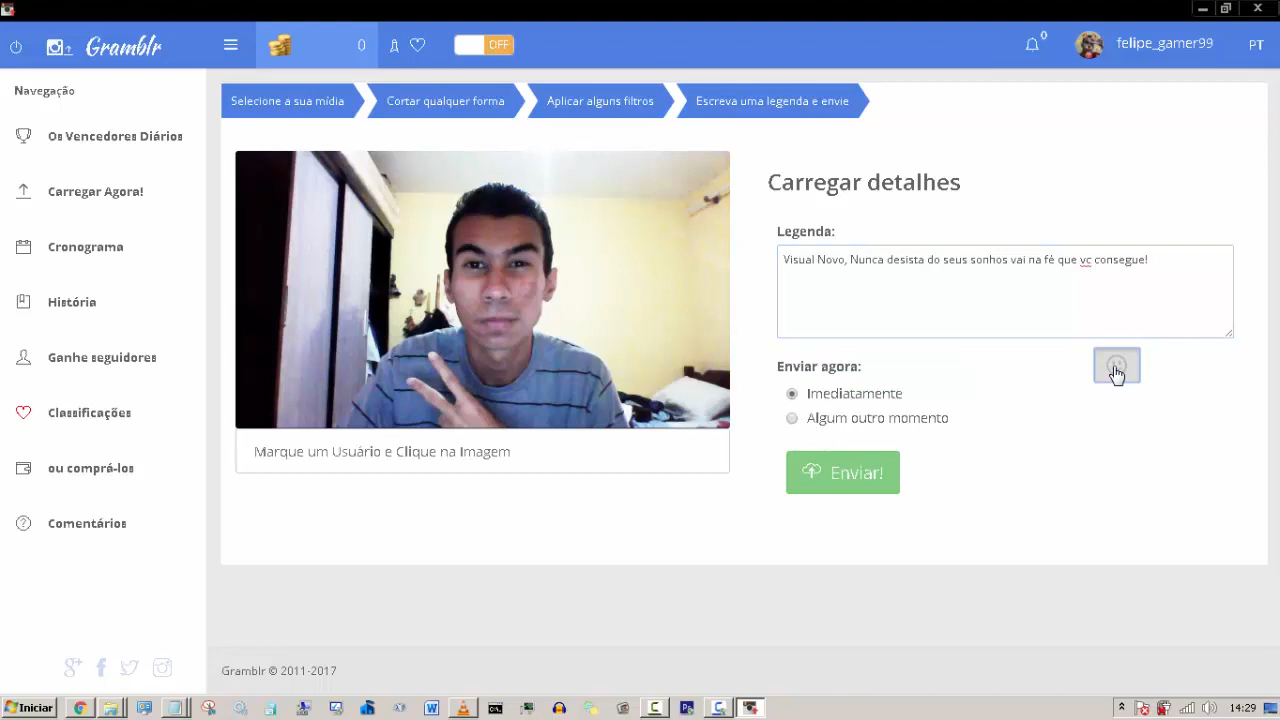 Gramblr
0
OFF
0
felipe_gamer99
PT
Navegação
Os Vencedores Diários
Carregar Agora!
Cronograma
História
Ganhe seguidores
Classificações
ou comprá-los
Comentários
Selecione a sua mídia
Cortar qualquer forma
Aplicar alguns filtros
Escreva uma legenda e envie
Marque um Usuário e Clique na Imagem
Carregar detalhes
Legenda:
Visual Novo, Nunca desista do seus sonhos vai na fè que vc consegue!
Enviar agora:
Imediatamente
Algum outro momento
Enviar!
Gramblr © 2011-2017
Iniciar
14:29